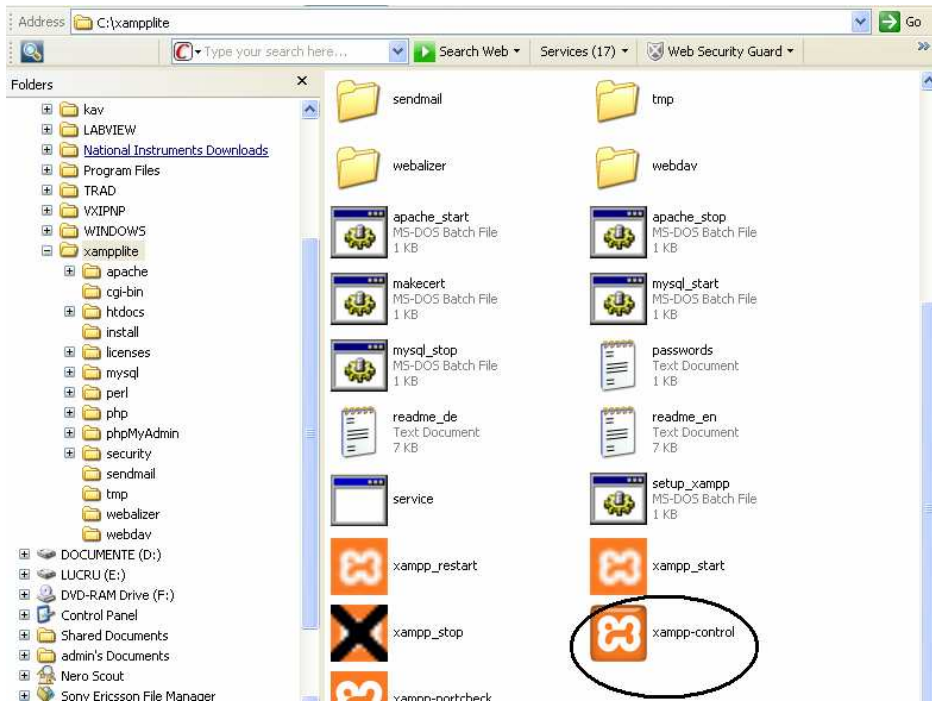 Address C:\xampplite Go
Type your search here... Search Web Services (17) Web Security Guard »
Folders
kav
LABVIEW
National Instruments Downloads
Program Files
TRAD
VXIPNP
WINDOWS
xampplite
apache
cgi-bin
htdocs
install
licenses
mysql
perl
php
phpMyAdmin
security
sendmail
tmp
webalizer
webdav
DOCUMENTE (D:)
LUCRU (E:)
DVD-RAM Drive (F:)
Control Panel
Shared Documents
admin's Documents
Nero Scout
Sony Ericsson File Manager
sendmail
tmp
webalizer
webdav
apache_start
MS-DOS Batch File
1 KB
apache_stop
MS-DOS Batch File
1 KB
makecert
MS-DOS Batch File
1 KB
mysql_start
MS-DOS Batch File
1 KB
mysql_stop
MS-DOS Batch File
1 KB
passwords
Text Document
1 KB
readme_de
Text Document
7 KB
readme_en
Text Document
7 KB
service
setup_xampp
MS-DOS Batch File
1 KB
xampp_restart
xampp_start
xampp_stop
xampp-control
xampp-portcheck